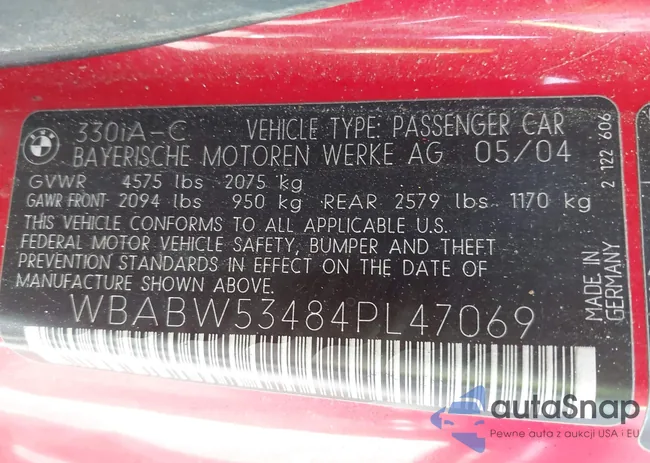 BMW
330iA-C VEHICLE TYPE: PASSENGER CAR
BAYERISCHE MOTOREN WERKE AG 05/04
GVWR 4575 lbs 2075 kg
GAWR FRONT: 2094 lbs 950 kg REAR 2579 lbs 1170 kg
THIS VEHICLE CONFORMS TO ALL APPLICABLE U.S.
FEDERAL MOTOR VEHICLE SAFETY, BUMPER AND THEFT
PREVENTION STANDARDS IN EFFECT ON THE DATE OF
MANUFACTURE SHOWN ABOVE.
WBABW53484PL47069
2 122 606
MADE IN
GERMANY
autaSnap
Pewne auta z aukcji USA i EU